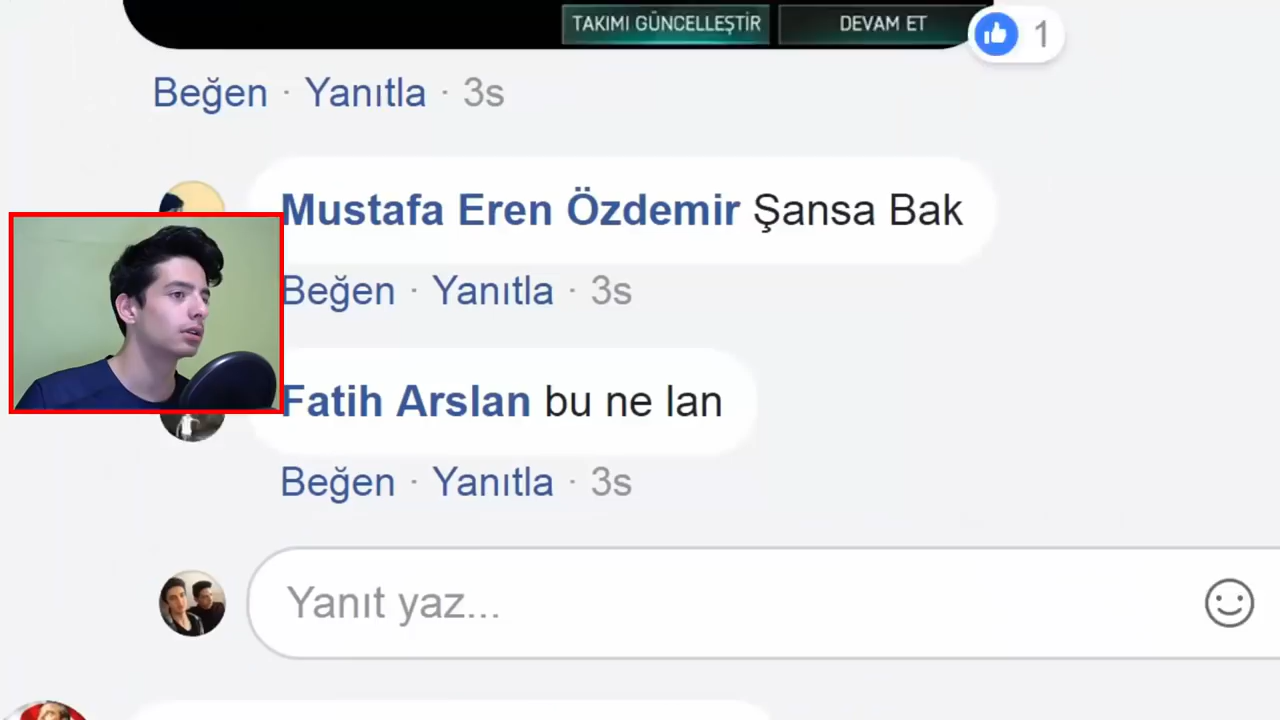 TAKIMI GÜNCELLEŞTİR DEVAM ET
1
Beğen · Yanıtla · 3s
Mustafa Eren Özdemir Şansa Bak
Beğen · Yanıtla · 3s
Fatih Arslan bu ne lan
Beğen · Yanıtla · 3s
Yanıt yaz...